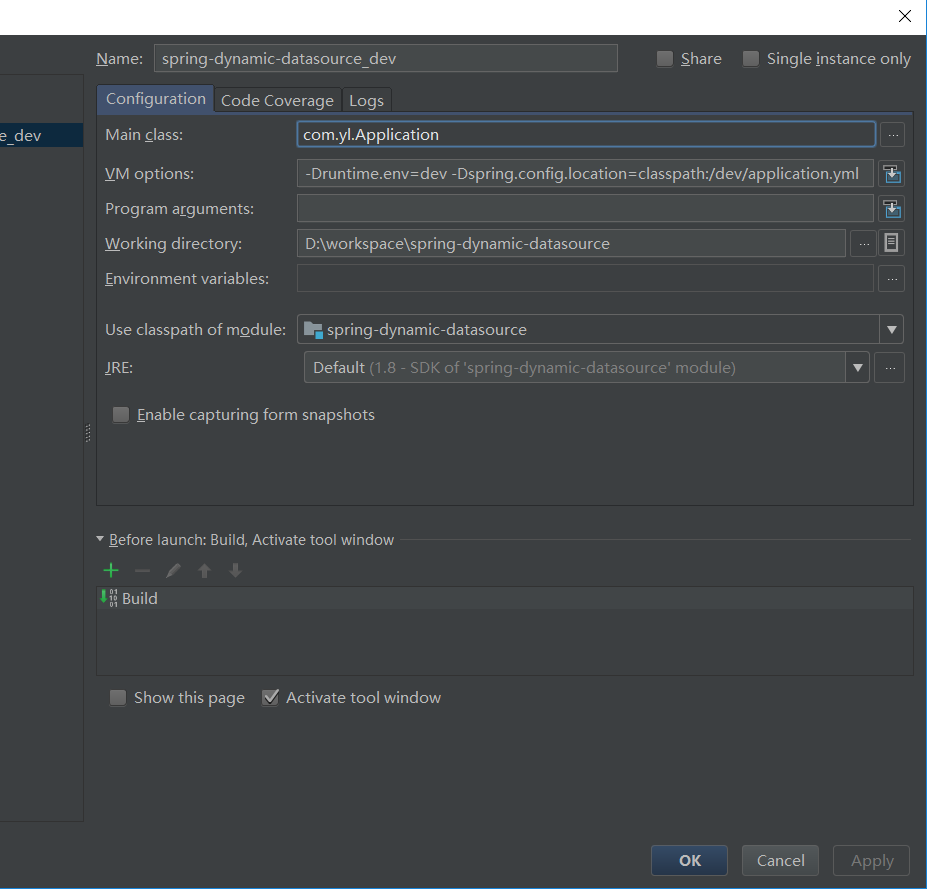 Name: spring-dynamic-datasource_dev Share Single instance only
e_dev
Configuration Code Coverage Logs
Main class: com.yl.Application ...
VM options: -Druntime.env=dev -Dspring.config.location=classpath:/dev/application.yml
Program arguments:
Working directory: D:\workspace\spring-dynamic-datasource ...
Environment variables: ...
Use classpath of module: spring-dynamic-datasource
JRE: Default (1.8 - SDK of 'spring-dynamic-datasource' module) ...
Enable capturing form snapshots
Before launch: Build, Activate tool window
Build
Show this page Activate tool window
OK Cancel Apply